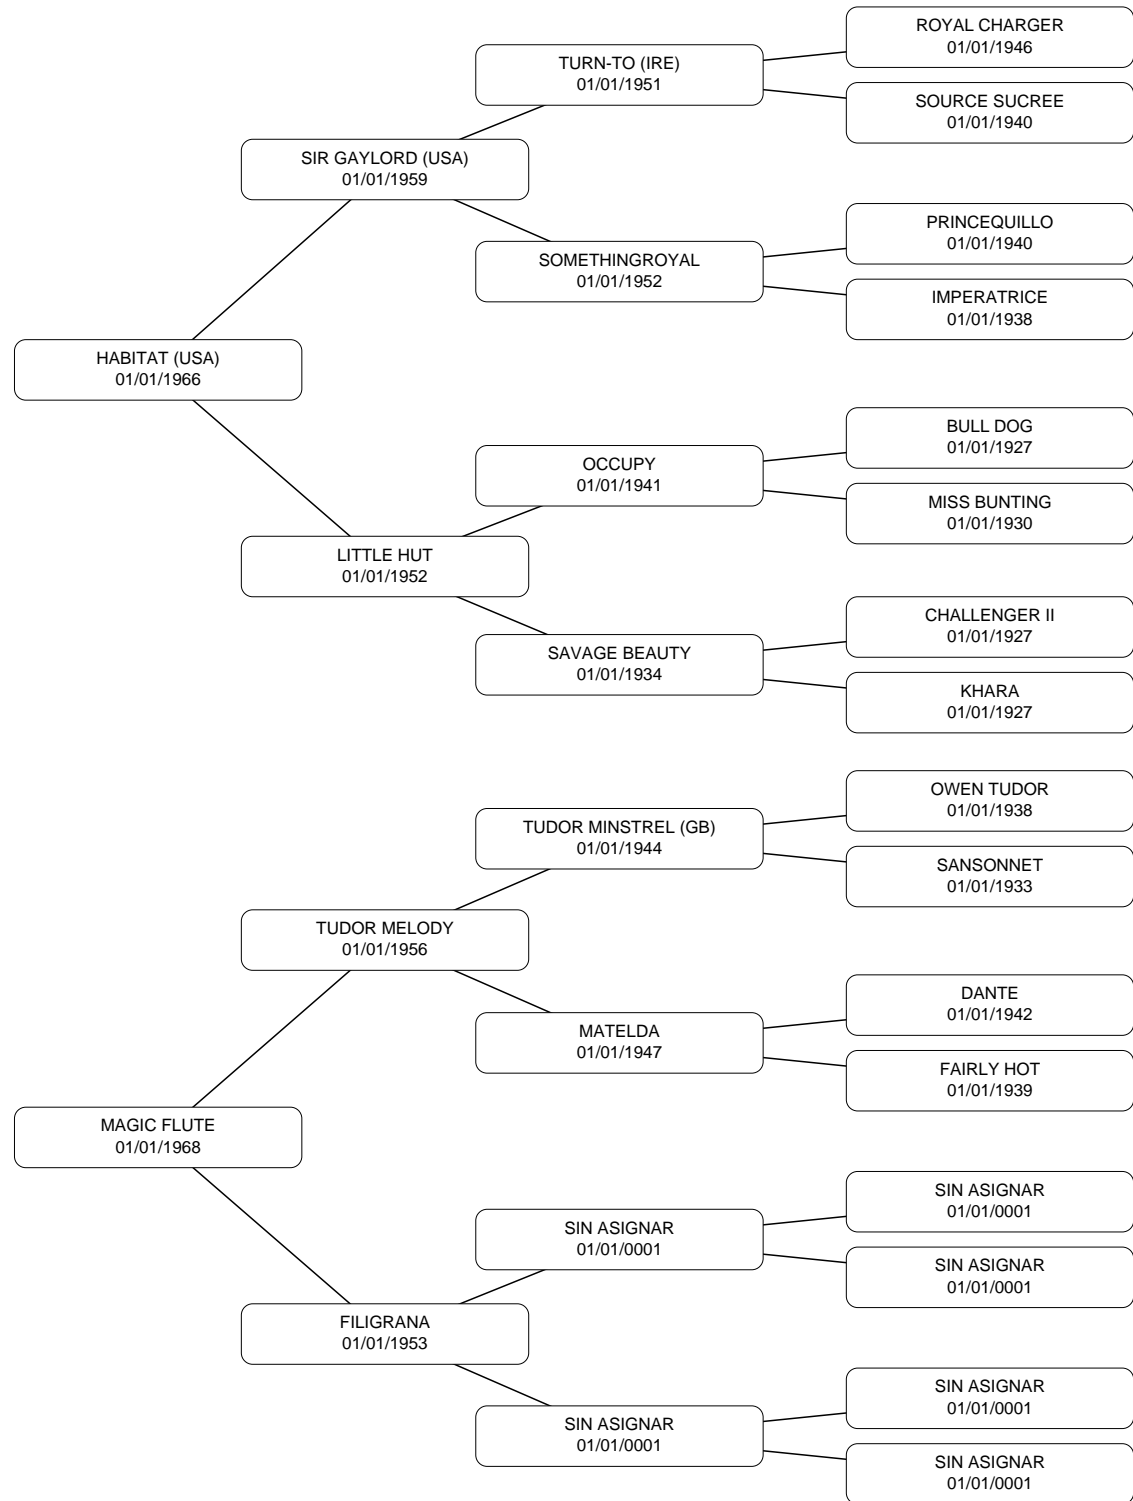 ROYAL CHARGER
01/01/1946
TURN-TO (IRE)
01/01/1951
SOURCE SUCREE
01/01/1940
SIR GAYLORD (USA)
01/01/1959
PRINCEQUILLO
01/01/1940
SOMETHINGROYAL
01/01/1952
IMPERATRICE
01/01/1938
HABITAT (USA)
01/01/1966
BULL DOG
01/01/1927
OCCUPY
01/01/1941
MISS BUNTING
01/01/1930
LITTLE HUT
01/01/1952
CHALLENGER II
01/01/1927
SAVAGE BEAUTY
01/01/1934
KHARA
01/01/1927
OWEN TUDOR
01/01/1938
TUDOR MINSTREL (GB)
01/01/1944
SANSONNET
01/01/1933
TUDOR MELODY
01/01/1956
DANTE
01/01/1942
MATELDA
01/01/1947
FAIRLY HOT
01/01/1939
MAGIC FLUTE
01/01/1968
SIN ASIGNAR
01/01/0001
SIN ASIGNAR
01/01/0001
SIN ASIGNAR
01/01/0001
FILIGRANA
01/01/1953
SIN ASIGNAR
01/01/0001
SIN ASIGNAR
01/01/0001
SIN ASIGNAR
01/01/0001